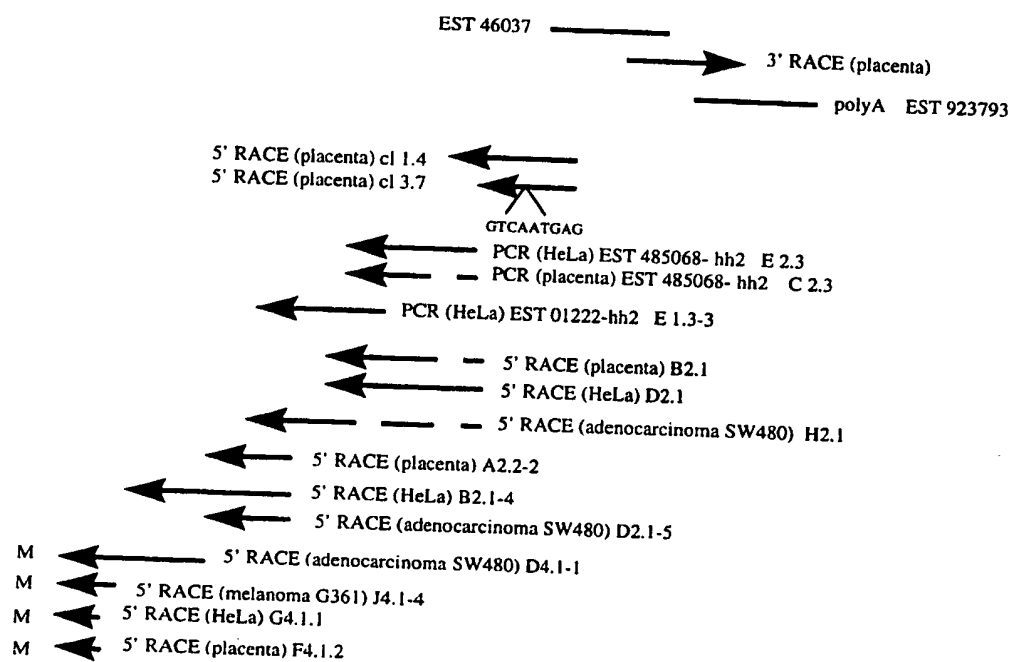 EST 46037
3' RACE (placenta)
polyA EST 923793
5' RACE (placenta) cl 1.4
5' RACE (placenta) cl 3.7
GTCAATGAG
PCR (HeLa) EST 485068- hh2 E 2.3
PCR (placenta) EST 485068- hh2 C 2.3
PCR (HeLa) EST 01222-hh2 E 1.3-3
5' RACE (placenta) B2.1
5' RACE (HeLa) D2.1
5' RACE (adenocarcinoma SW480) H2.1
5' RACE (placenta) A2.2-2
5' RACE (HeLa) B2.1-4
5' RACE (adenocarcinoma SW480) D2.1-5
M 5' RACE (adenocarcinoma SW480) D4.1-1
M 5' RACE (melanoma G361) J4.1-4
M 5' RACE (HeLa) G4.1.1
M 5' RACE (placenta) F4.1.2